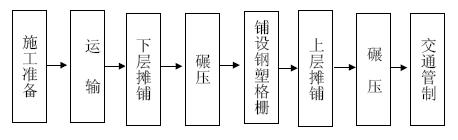 施工准备
运输
下层摊铺
碾压
铺设钢塑格栅
上层摊铺
碾压
交通管制